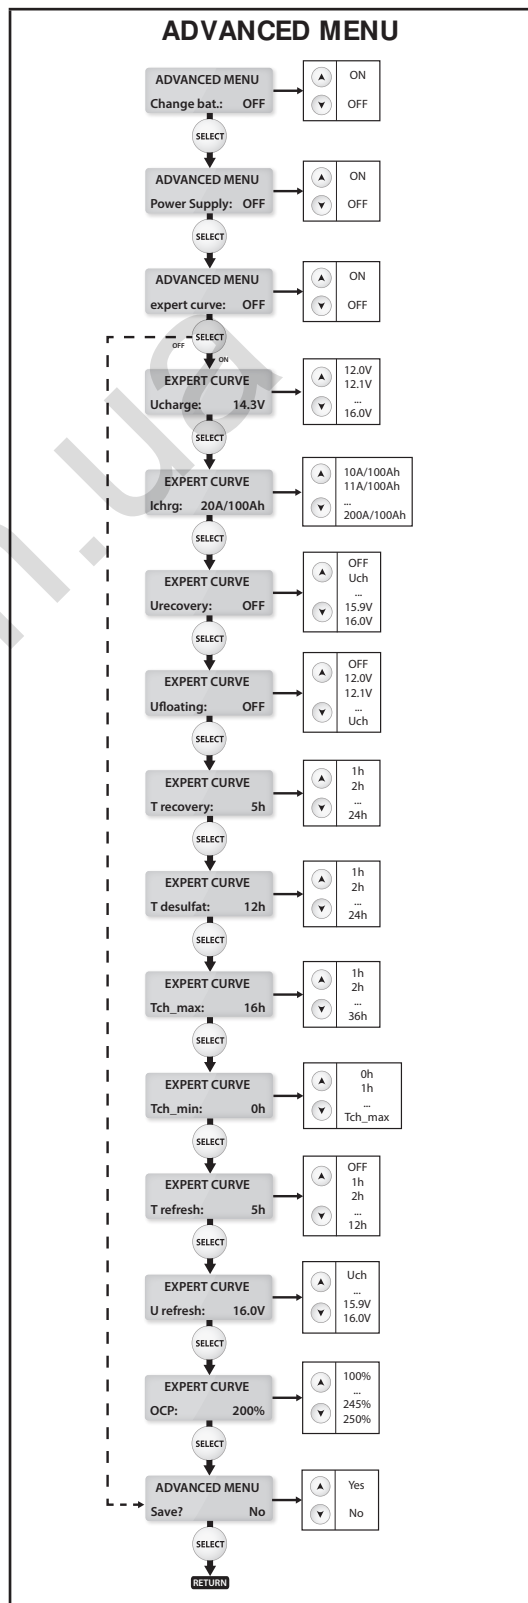 ADVANCED MENU
ADVANCED MENU
Change bat.: OFF
ON
OFF
SELECT
ADVANCED MENU
Power Supply: OFF
ON
OFF
SELECT
ADVANCED MENU
expert curve: OFF
ON
OFF
SELECT
OFF
ON
EXPERT CURVE
Ucharge: 14.3V
12.0V
12.1V
...
16.0V
SELECT
EXPERT CURVE
Ichrg: 20A/100Ah
10A/100Ah
11A/100Ah
...
200A/100Ah
SELECT
EXPERT CURVE
Urecovery: OFF
OFF
Uch
...
15.9V
16.0V
SELECT
EXPERT CURVE
Ufloating: OFF
OFF
12.0V
12.1V
...
Uch
SELECT
EXPERT CURVE
T recovery: 5h
1h
2h
...
24h
SELECT
EXPERT CURVE
T desulfat: 12h
1h
2h
...
24h
SELECT
EXPERT CURVE
Tch_max: 16h
1h
2h
...
36h
SELECT
EXPERT CURVE
Tch_min: 0h
0h
1h
...
Tch_max
SELECT
EXPERT CURVE
T refresh: 5h
OFF
1h
2h
...
12h
SELECT
EXPERT CURVE
U refresh: 16.0V
Uch
...
15.9V
16.0V
SELECT
EXPERT CURVE
OCP: 200%
100%
...
245%
250%
SELECT
ADVANCED MENU
Save? No
Yes
No
SELECT
RETURN